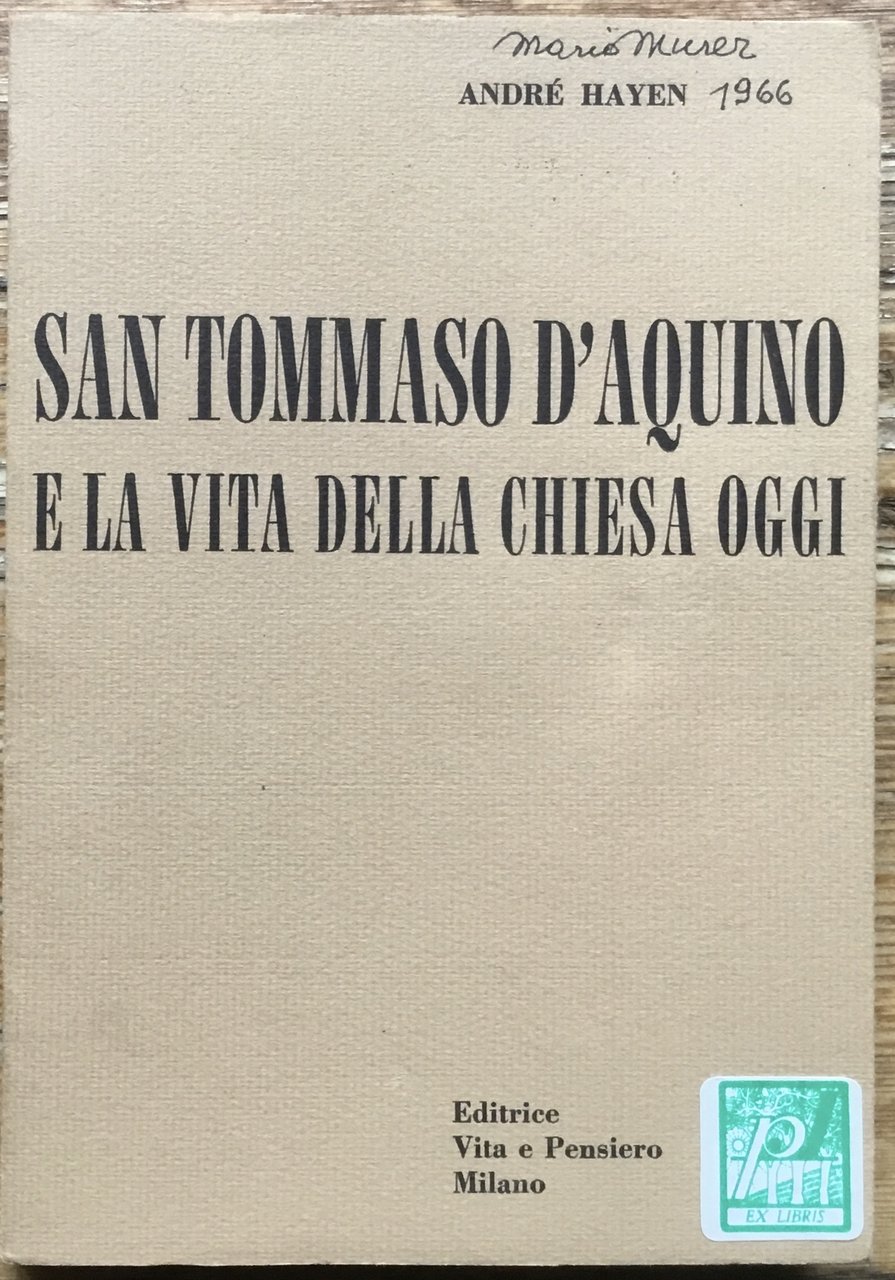 Mario Murer
ANDRÉ HAYEN 1966
SAN TOMMASO D'AQUINO
E LA VITA DELLA CHIESA OGGI
Editrice
Vita e Pensiero
Milano
EX LIBRIS